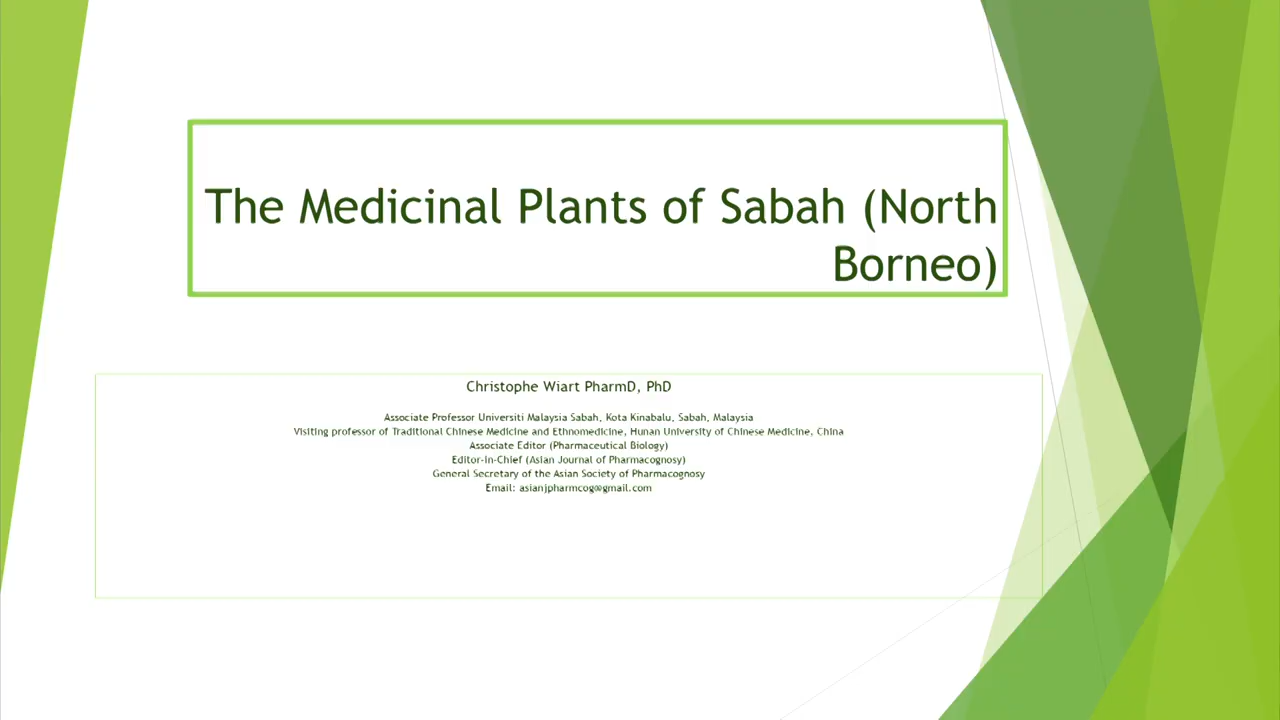 The Medicinal Plants of Sabah (North
Borneo)
Christophe Wiart PharmD, PhD
Associate Professor Universiti Malaysia Sabah, Kota Kinabalu, Sabah, Malaysia
Visiting professor of Traditional Chinese Medicine and Ethnomedicine, Hunan University of Chinese Medicine, China
Associate Editor (Pharmaceutical Biology)
Editor-in-Chief (Asian Journal of Pharmacognosy)
General Secretary of the Asian Society of Pharmacognosy
Email: asianjpharmcog@gmail.com